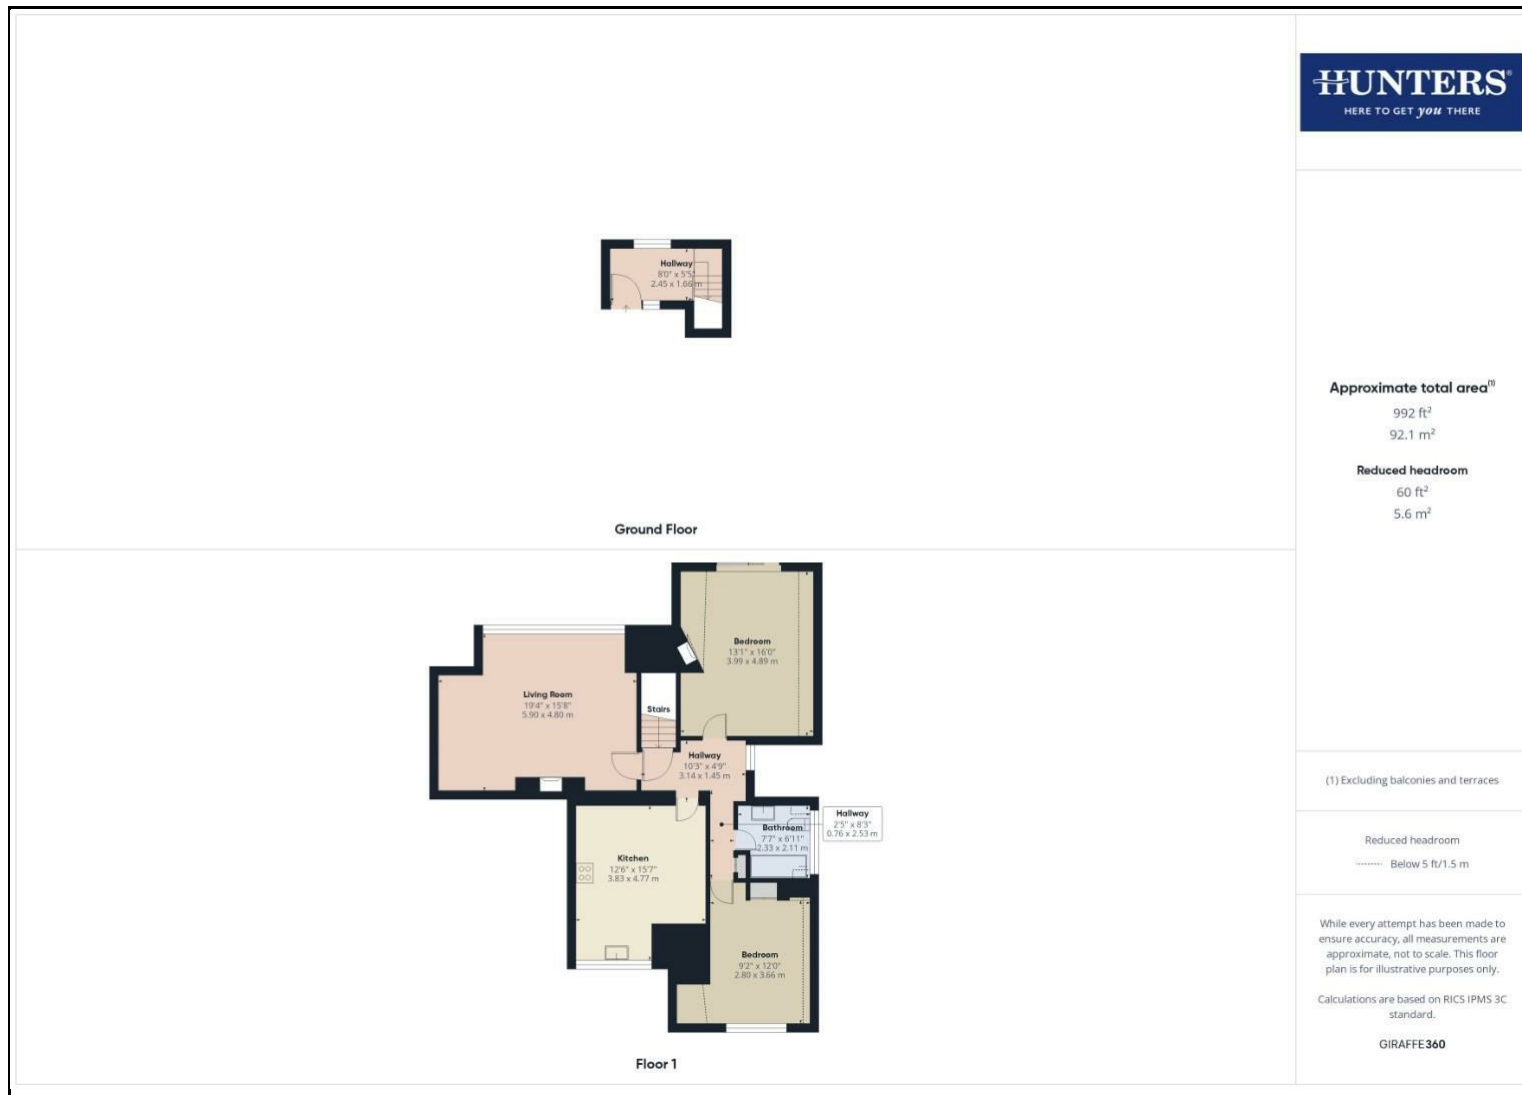 HUNTERS®
HERE TO GET you THERE
Hallway
8'0" x 5'5"
2.45 x 1.66 m
Ground Floor
Approximate total area(1)
992 ft²
92.1 m²
Reduced headroom
60 ft²
5.6 m²
Bedroom
13'1" x 16'0"
3.99 x 4.89 m
Living Room
19'4" x 15'8"
5.90 x 4.80 m
Stairs
Hallway
10'3" x 4'9"
3.14 x 1.45 m
Hallway
2'5" x 8'3"
0.76 x 2.53 m
Bathroom
7'7" x 6'11"
2.33 x 2.11 m
Kitchen
12'6" x 15'7"
3.83 x 4.77 m
Bedroom
9'2" x 12'0"
2.80 x 3.66 m
Floor 1
(1) Excluding balconies and terraces
Reduced headroom
Below 5 ft/1.5 m
While every attempt has been made to
ensure accuracy, all measurements are
approximate, not to scale. This floor
plan is for illustrative purposes only.
Calculations are based on RICS IPMS 3C
standard.
GIRAFFE360